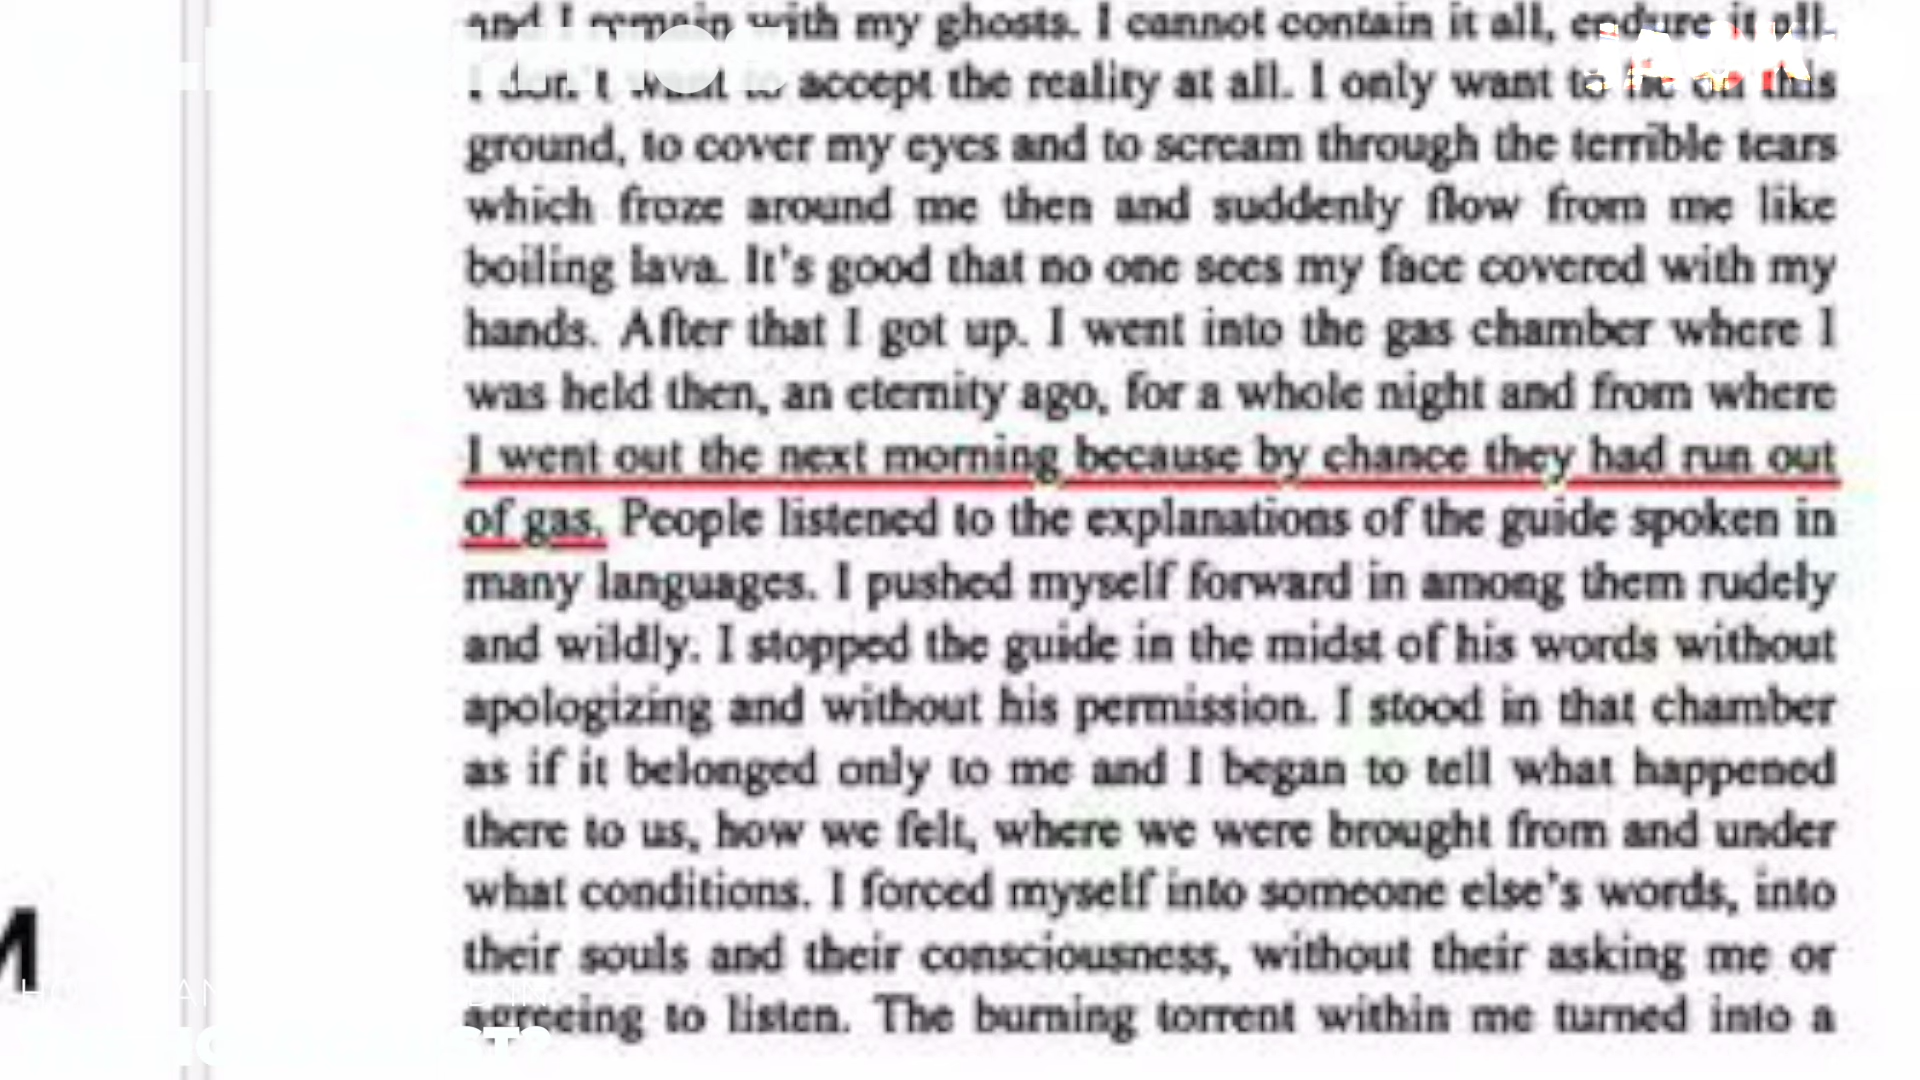 and I remain with my ghosts. I cannot contain it all, endure it all.
I don't want to accept the reality at all. I only want to lie on this
ground, to cover my eyes and to scream through the terrible tears
which froze around me then and suddenly flow from me like
boiling lava. It's good that no one sees my face covered with my
hands. After that I got up. I went into the gas chamber where I
was held then, an eternity ago, for a whole night and from where
I went out the next morning because by chance they had run out
of gas. People listened to the explanations of the guide spoken in
many languages. I pushed myself forward in among them rudely
and wildly. I stopped the guide in the midst of his words without
apologizing and without his permission. I stood in that chamber
as if it belonged only to me and I began to tell what happened
there to us, how we felt, where we were brought from and under
what conditions. I forced myself into someone else's words, into
their souls and their consciousness, without their asking me or
agreeing to listen. The burning torrent within me turned into a